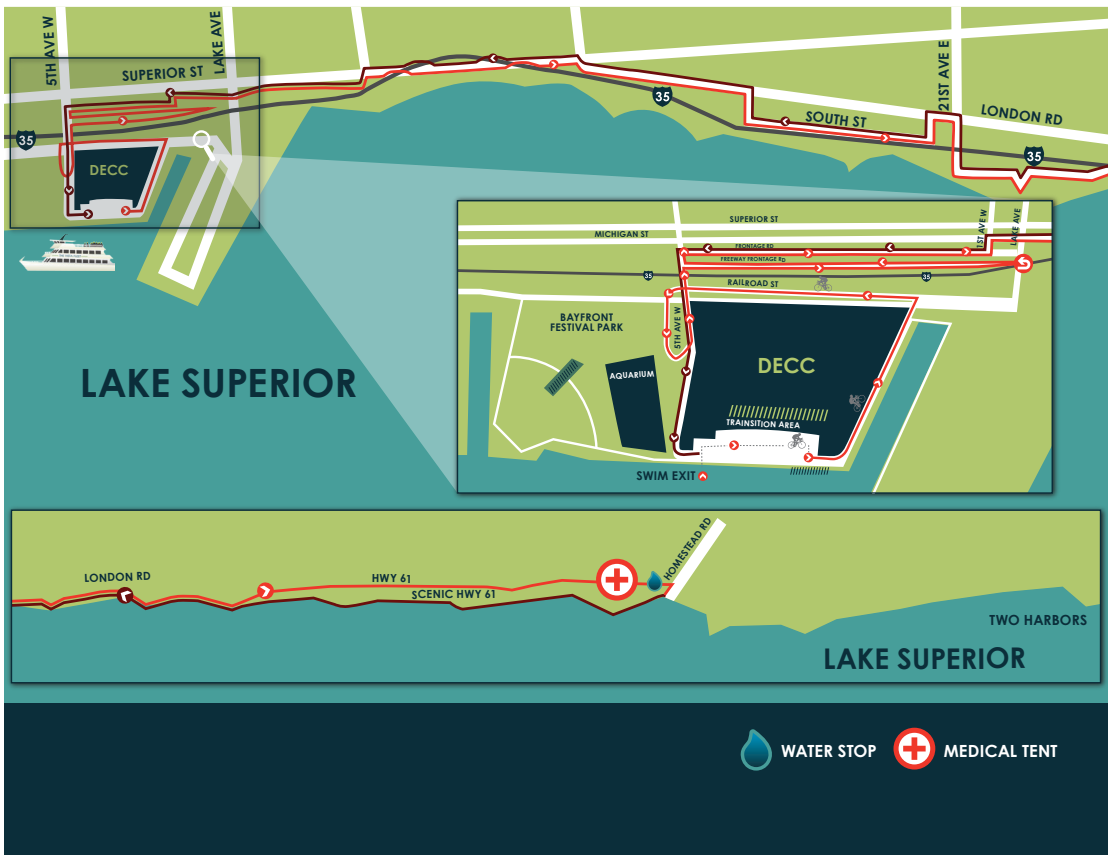 5TH AVE W
LAKE AVE
SUPERIOR ST
35
DECC
35
21ST AVE E
LONDON RD
SOUTH ST
35
SUPERIOR ST
MICHIGAN ST
1ST AVE W
LAKE AVE
FRONTAGE RD
FREEWAY FRONTAGE RD
35
35
RAILROAD ST
BAYFRONT
FESTIVAL PARK
5TH AVE W
AQUARIUM
DECC
TRAINSITION AREA
SWIM EXIT
LAKE SUPERIOR
LONDON RD
HWY 61
SCENIC HWY 61
HOMESTEAD RD
TWO HARBORS
LAKE SUPERIOR
WATER STOP
MEDICAL TENT